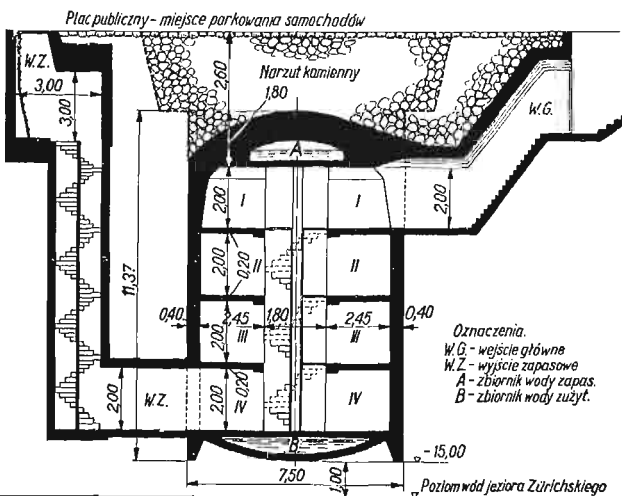 Plac publiczny - miejsce parkowania samochodów
W.Z.
3,00
3,00
2,60
Narzut kamienny
1,80
W.G.
A
2,00
I
I
2,00
11,37
2,00
0,20
II
II
0,40
2,45
1,80
2,45
0,40
2,00
III
III
2,00
W.Z.
2,00
0,20
IV
IV
B
7,50
1,00
- 15,00
Oznaczenia.
W.G. - wejście główne
W.Z. - wyjście zapasowe
A - zbiornik wody zapas.
B - zbiornik wody zużyt.
Poziom wód jeziora Zürichskiego